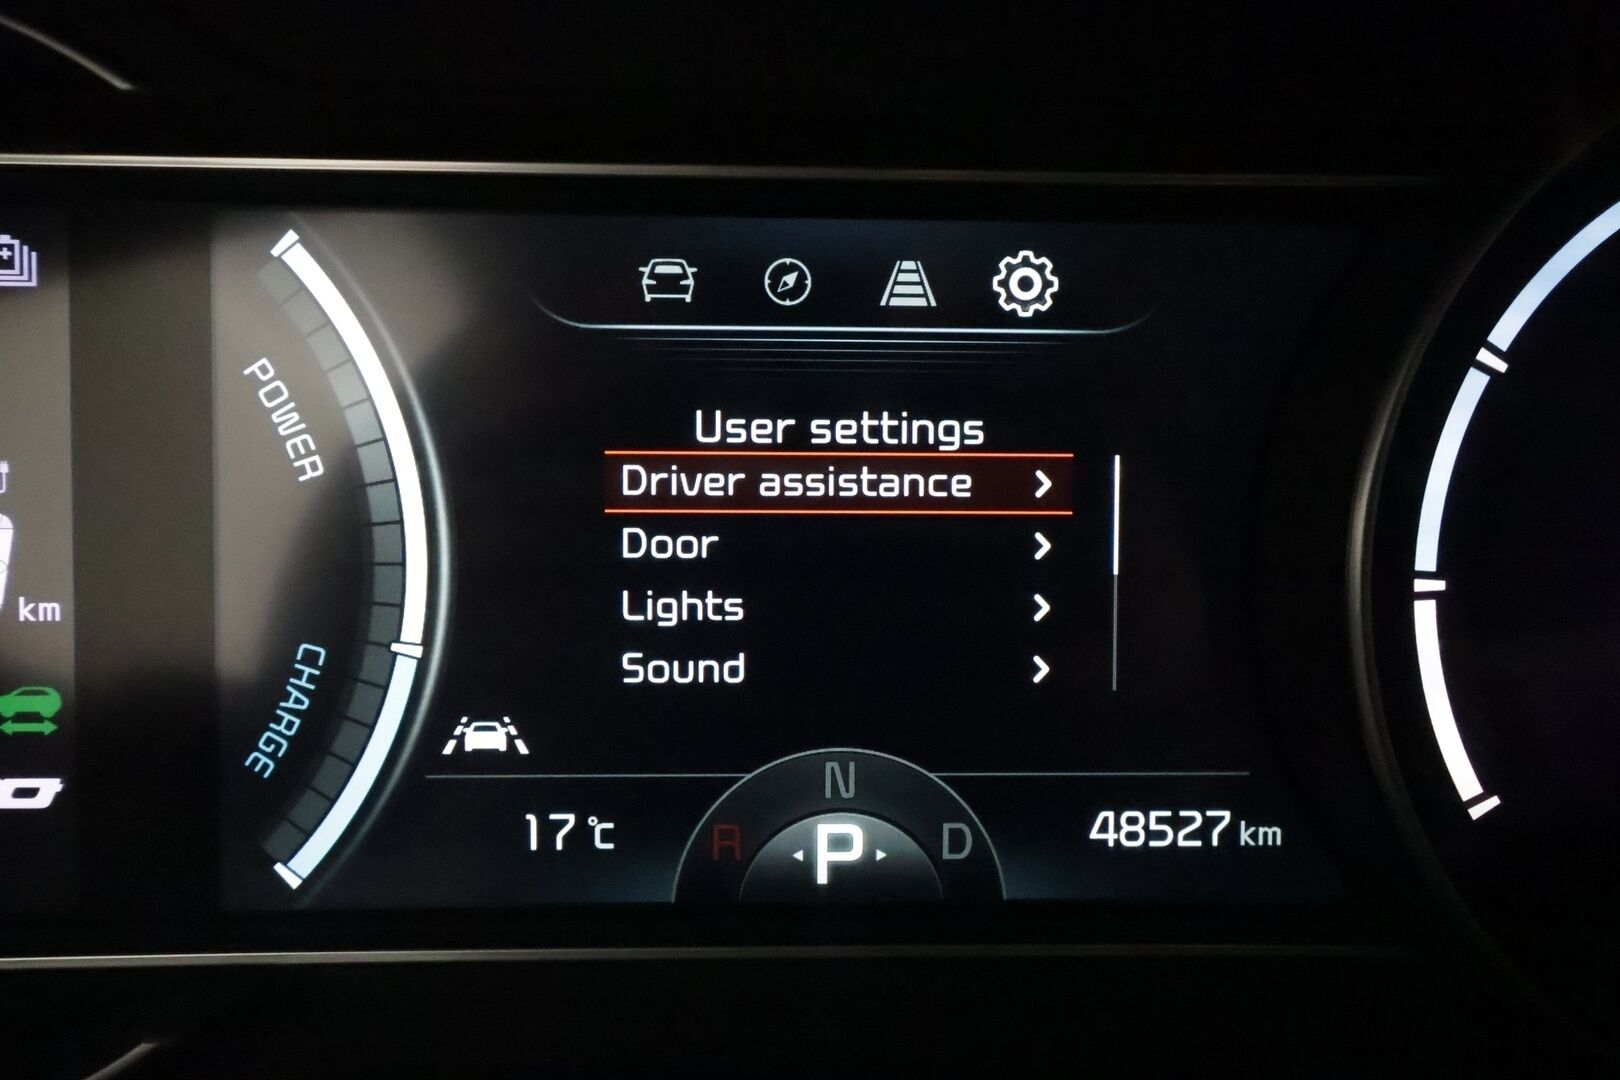 POWER
CHARGE
km
User settings
Driver assistance
Door
Lights
Sound
N
R
P
D
17°C
48527 km